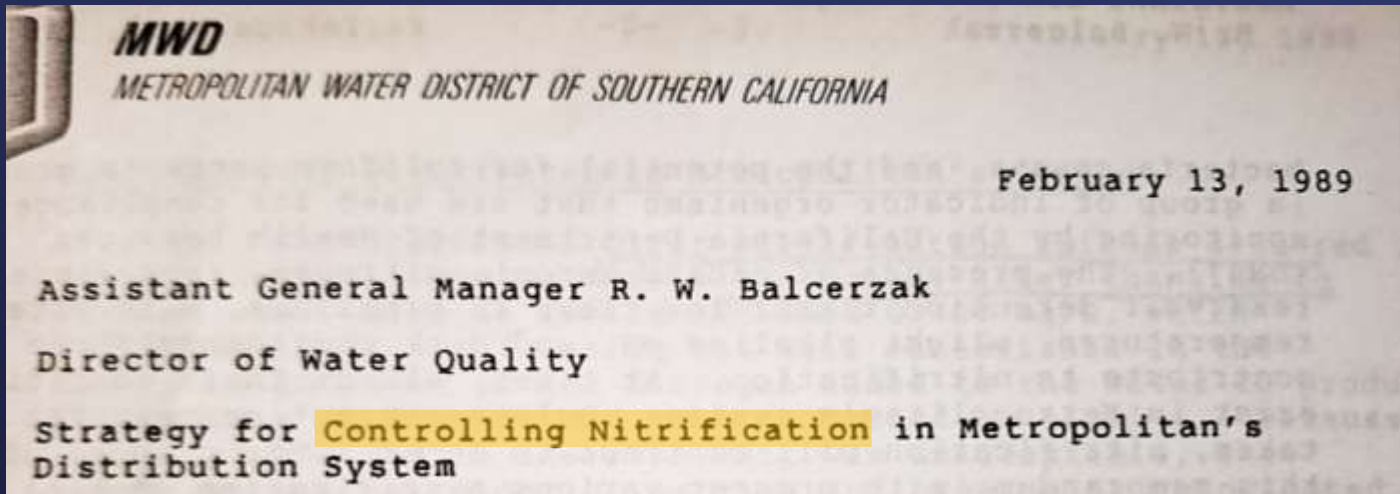 MWD
METROPOLITAN WATER DISTRICT OF SOUTHERN CALIFORNIA
February 13, 1989
Assistant General Manager R. W. Balcerzak
Director of Water Quality
Strategy for Controlling Nitrification in Metropolitan's
Distribution System